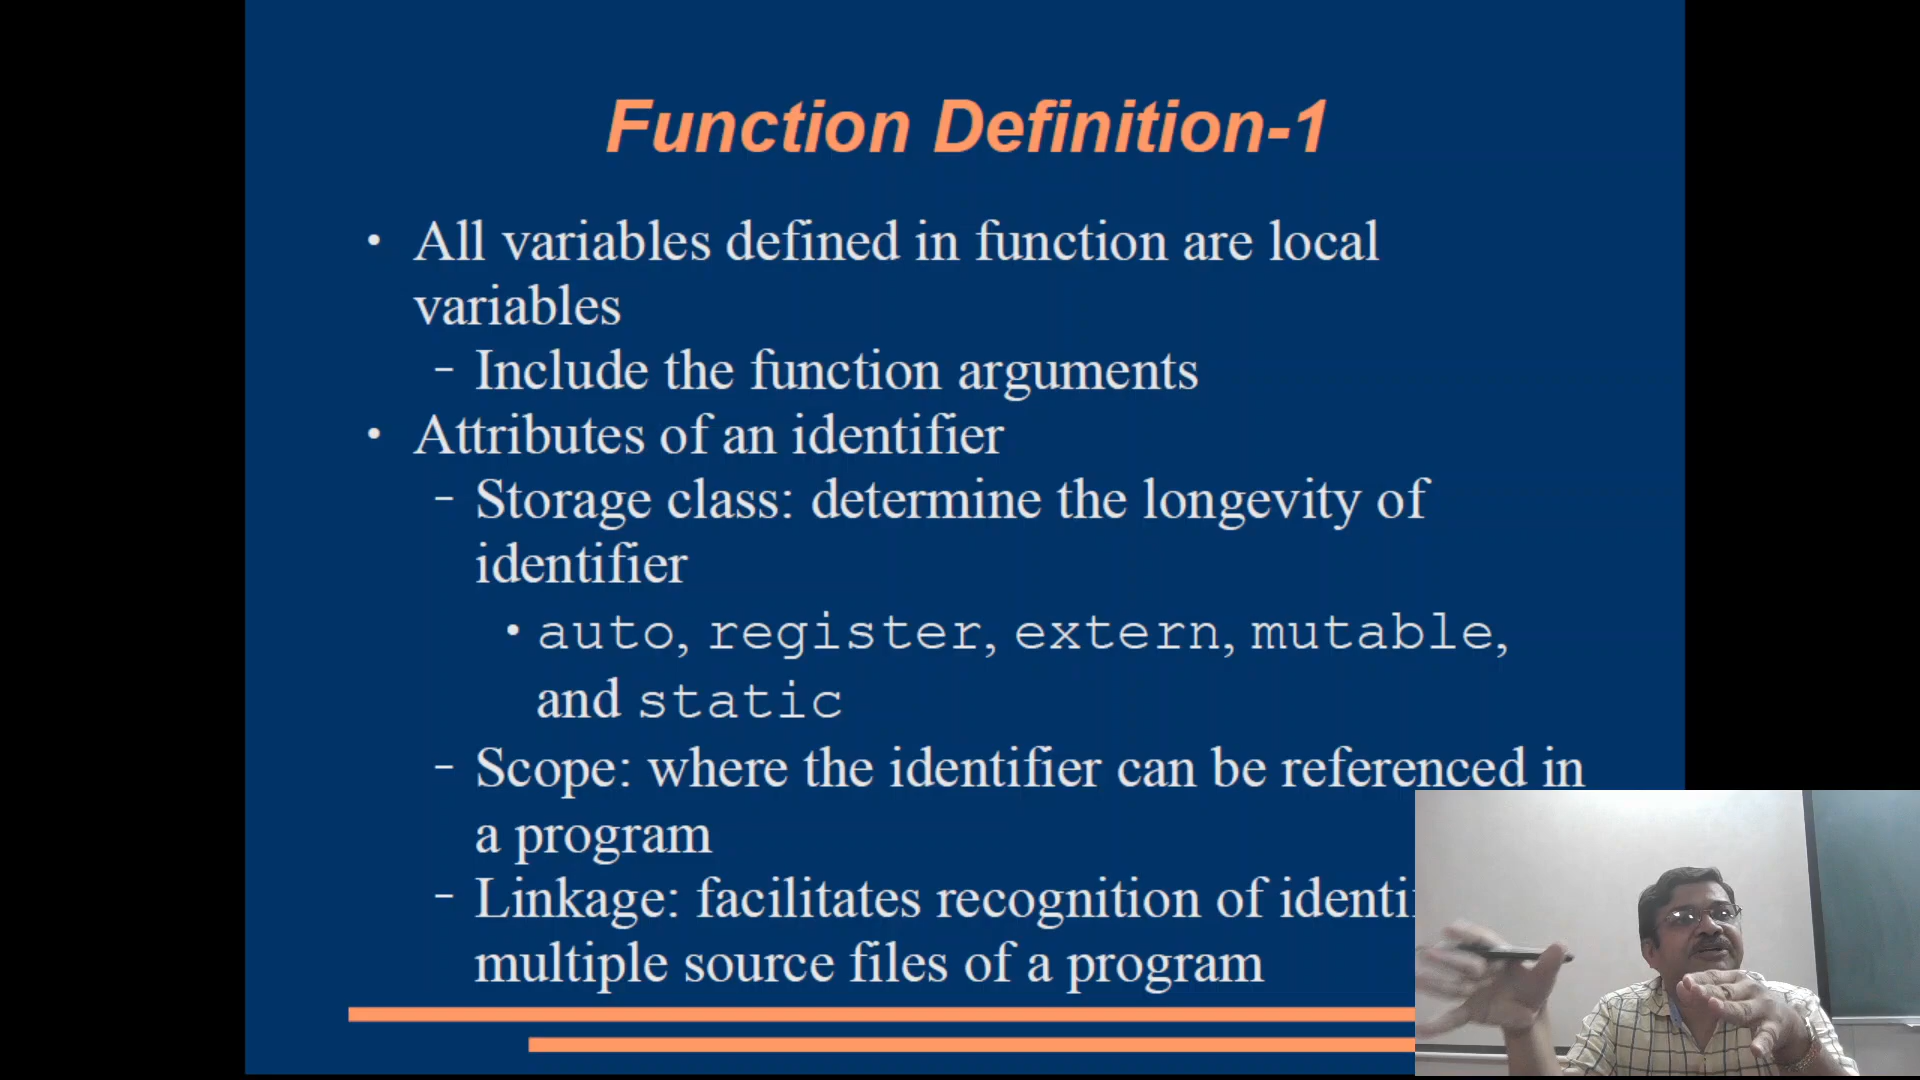 Function Definition-1
• All variables defined in function are local
variables
– Include the function arguments
• Attributes of an identifier
– Storage class: determine the longevity of
identifier
• auto, register, extern, mutable,
and static
– Scope: where the identifier can be referenced in
a program
– Linkage: facilitates recognition of
multiple source files of a program